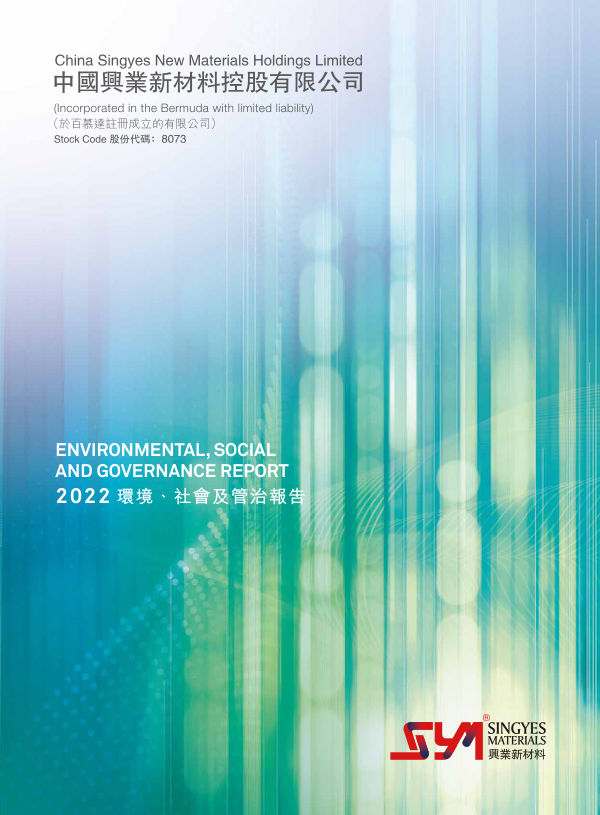 China Singyes New Materials Holdings Limited
中國興業新材料控股有限公司
(Incorporated in the Bermuda with limited liability)
（於百慕達註冊成立的有限公司）
Stock Code 股份代碼：8073
ENVIRONMENTAL, SOCIAL
AND GOVERNANCE REPORT
2022 環境、社會及管治報告
SYM®
SINGYES
MATERIALS
興業新材料